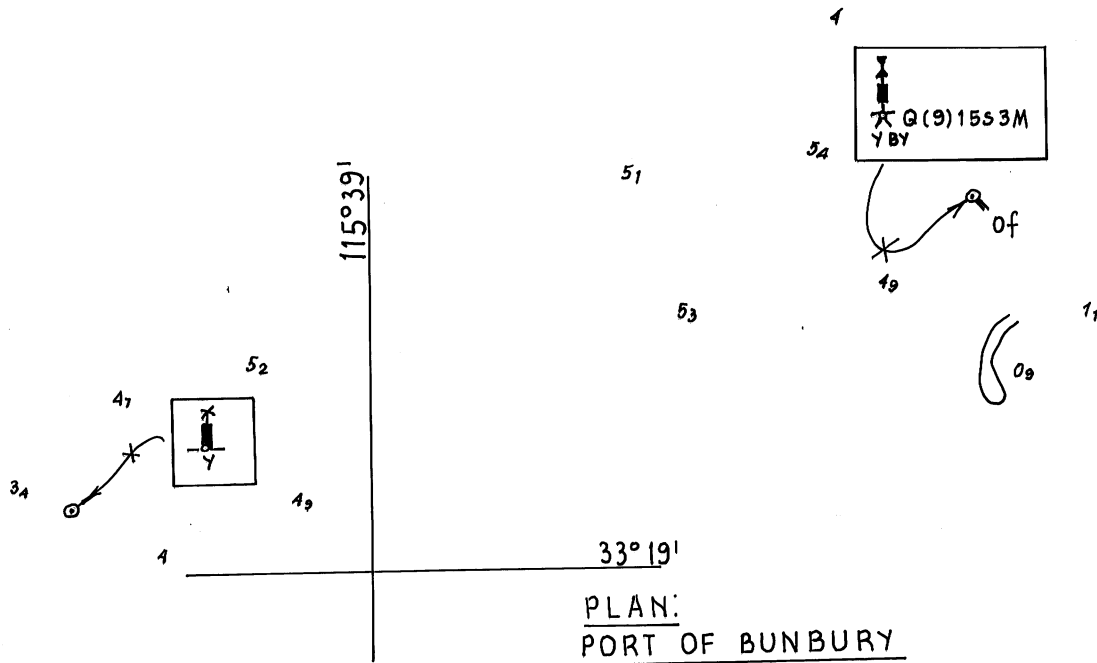 4
Q(9)15s3M
Y BY
5₄
5₁
115°39'
Of
4₉
5₃
1₁
5₂
0₉
4₇
Y
3₄
4₉
4
33°19'
PLAN:
PORT OF BUNBURY